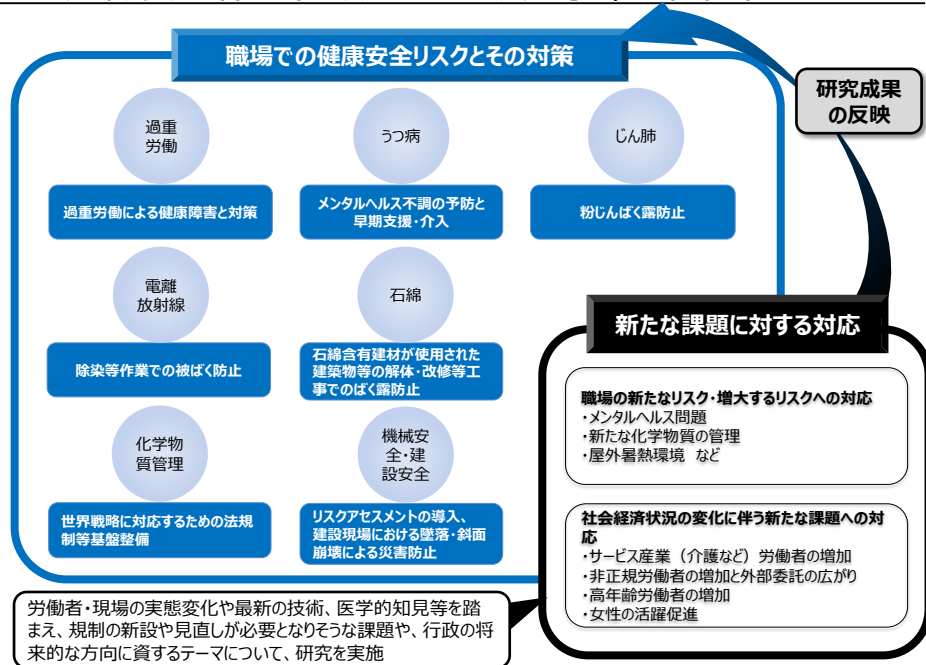 職場での健康安全リスクとその対策
研究成果
の反映
過重
労働
過重労働による健康障害と対策
うつ病
メンタルヘルス不調の予防と
早期支援・介入
じん肺
粉じんばく露防止
電離
放射線
除染等作業での被ばく防止
石綿
石綿含有建材が使用された
建築物等の解体・改修等工
事でのばく露防止
化学物
質管理
世界戦略に対応するための法規
制等基盤整備
機械安
全・建
設安全
リスクアセスメントの導入、
建設現場における墜落・斜面
崩壊による災害防止
新たな課題に対する対応
職場の新たなリスク・増大するリスクへの対応
・メンタルヘルス問題
・新たな化学物質の管理
・屋外暑熱環境 など
社会経済状況の変化に伴う新たな課題への対
応
・サービス産業（介護など）労働者の増加
・非正規労働者の増加と外部委託の広がり
・高年齢労働者の増加
・女性の活躍促進
労働者・現場の実態変化や最新の技術、医学的知見等を踏
まえ、規制の新設や見直しが必要となりそうな課題や、行政の将
来的な方向に資するテーマについて、研究を実施